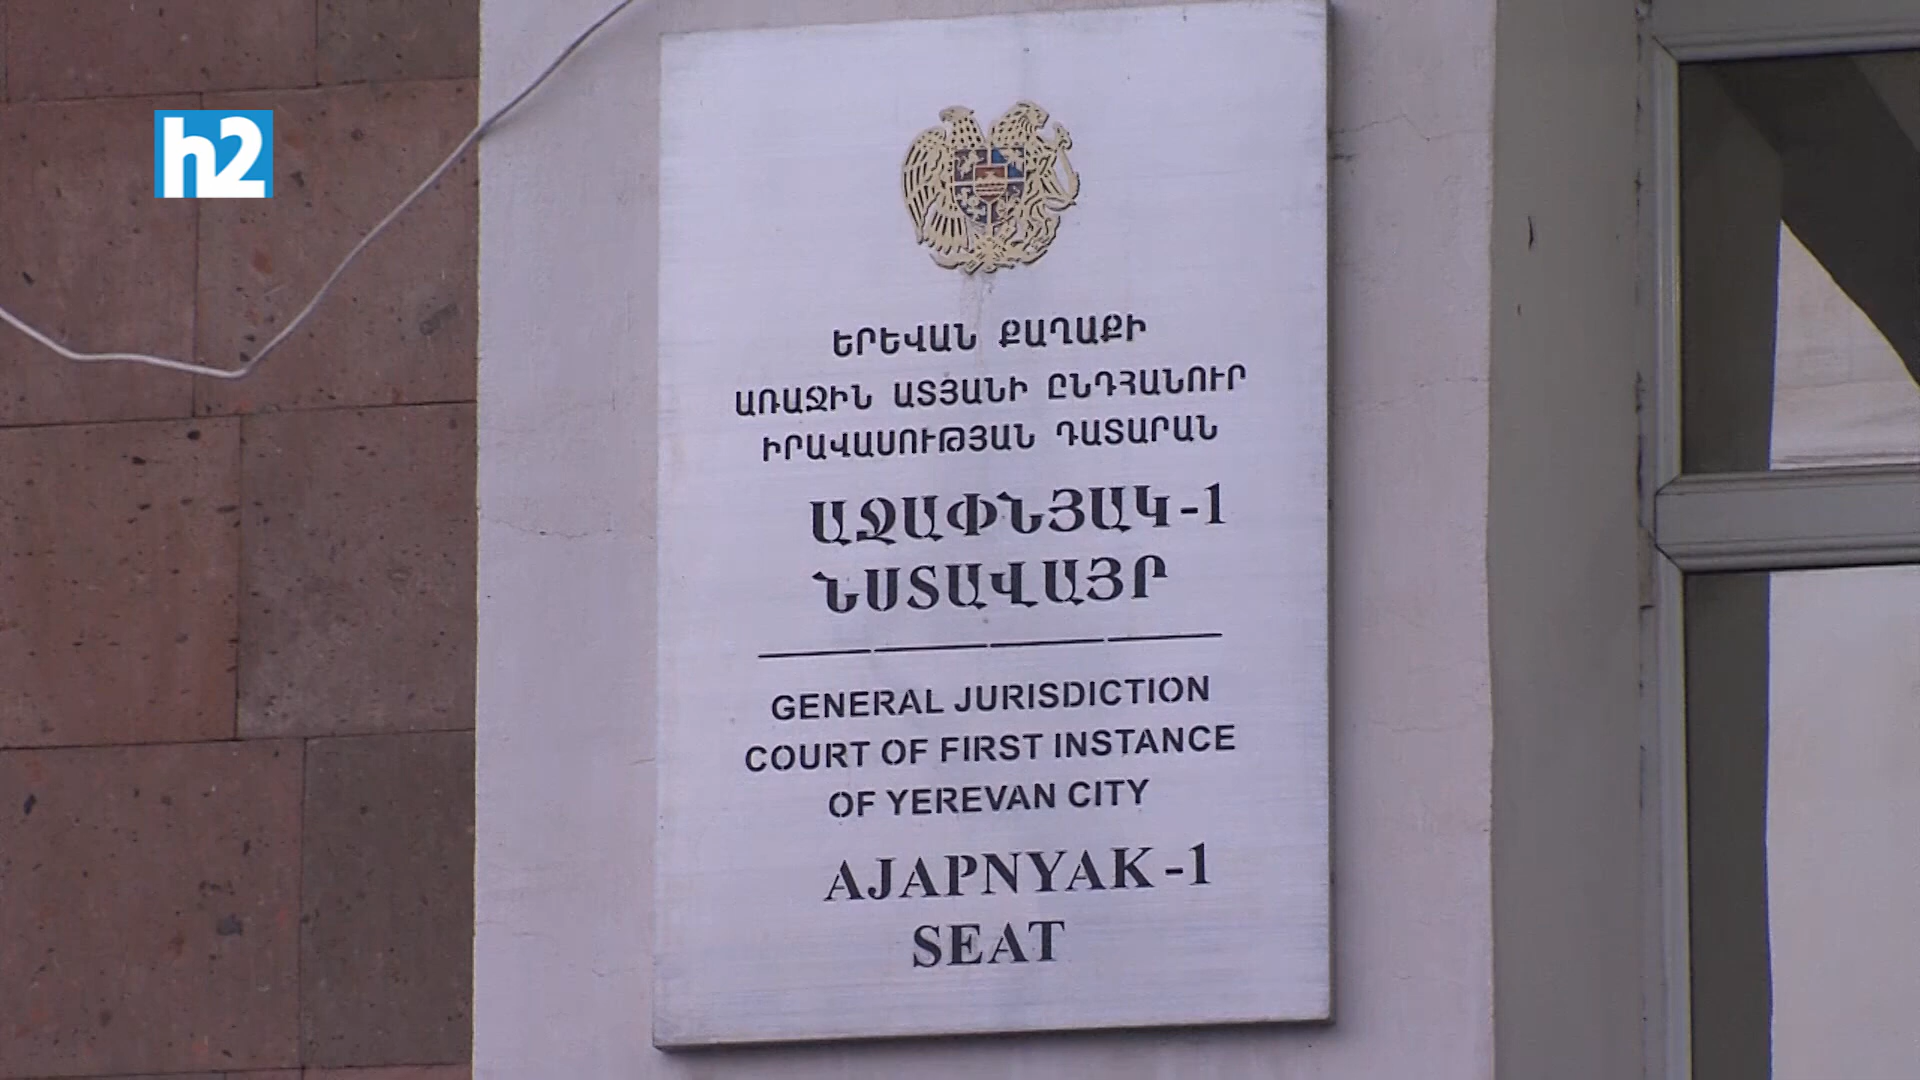 h2
ԵՐԵՎԱՆ ՔԱՂԱՔԻ
ԱՌԱՋԻՆ ԱՏՅԱՆԻ ԸՆԴՀԱՆՈՒՐ
ԻՐԱՎԱՍՈՒԹՅԱՆ ԴԱՏԱՐԱՆ
ԱՋԱՓՆՅԱԿ-1
ՆՍՏԱՎԱՅՐ
GENERAL JURISDICTION
COURT OF FIRST INSTANCE
OF YEREVAN CITY
AJAPNYAK-1
SEAT